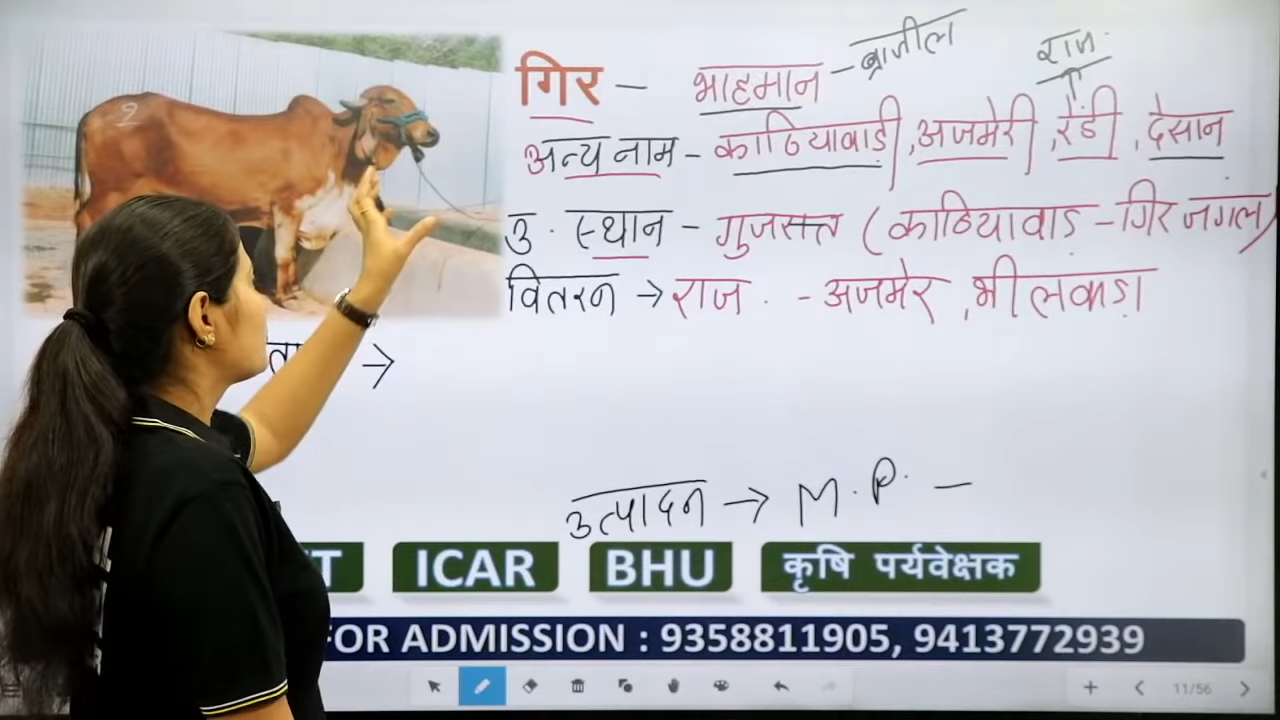 गिर – भाहमान – ब्राजील
राज.
अन्य नाम – काठियावाड़ी, अजमेरी, रेंडी, देसान
उ. स्थान – गुजरात (काठियावाड़ – गिर जंगल)
वितरन → राज. - अजमेर, भीलवाड़ा
→
उत्पादन → M.P. –
T ICAR BHU कृषि पर्यवेक्षक
FOR ADMISSION : 9358811905, 9413772939
11/56